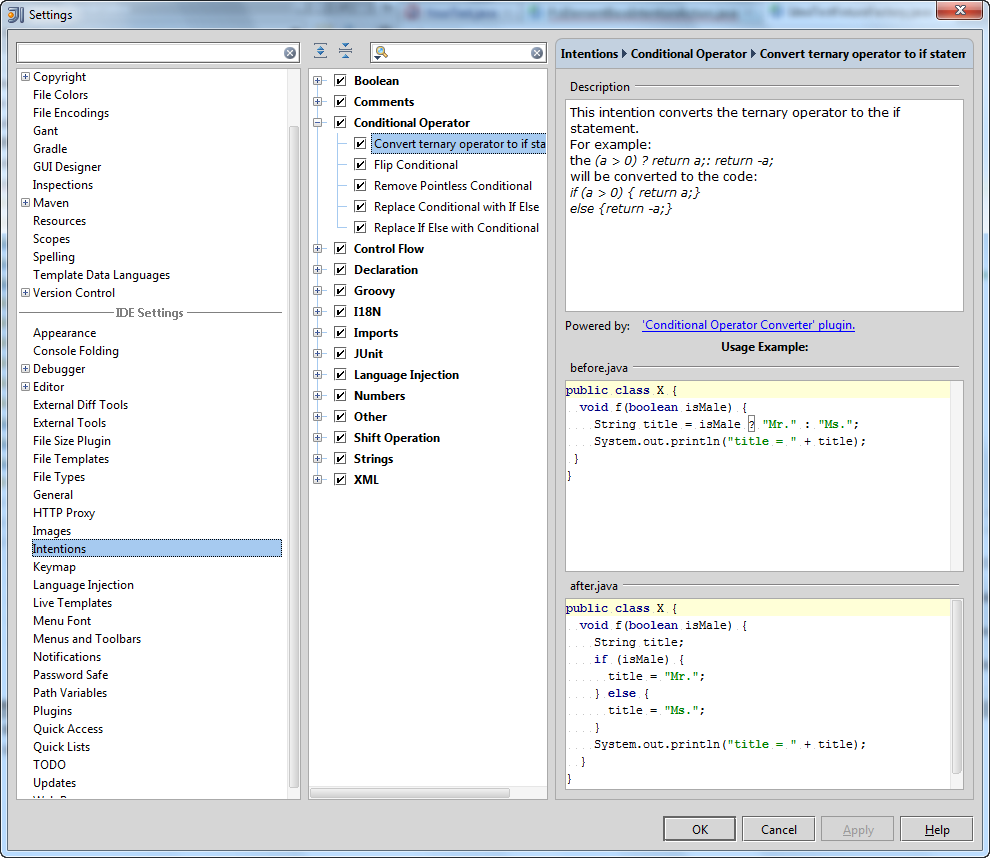 Settings
Copyright
File Colors
File Encodings
Gant
Gradle
GUI Designer
Inspections
Maven
Resources
Scopes
Spelling
Template Data Languages
Version Control
IDE Settings
Appearance
Console Folding
Debugger
Editor
External Diff Tools
External Tools
File Size Plugin
File Templates
File Types
General
HTTP Proxy
Images
Intentions
Keymap
Language Injection
Live Templates
Menu Font
Menus and Toolbars
Notifications
Password Safe
Path Variables
Plugins
Quick Access
Quick Lists
TODO
Updates
Boolean
Comments
Conditional Operator
Convert ternary operator to if sta
Flip Conditional
Remove Pointless Conditional
Replace Conditional with If Else
Replace If Else with Conditional
Control Flow
Declaration
Groovy
I18N
Imports
JUnit
Language Injection
Numbers
Other
Shift Operation
Strings
XML
Intentions Conditional Operator Convert ternary operator to if statem
Description
This intention converts the ternary operator to the if
statement.
For example:
the (a > 0) ? return a;: return -a;
will be converted to the code:
if (a > 0) { return a;}
else {return -a;}
Powered by: 'Conditional Operator Converter' plugin.
Usage Example:
before.java
public class X {
void f(boolean isMale) {
String title = isMale ? "Mr." : "Ms.";
System.out.println("title = " + title);
}
}
after.java
public class X {
void f(boolean isMale) {
String title;
if (isMale) {
title = "Mr.";
} else {
title = "Ms.";
}
System.out.println("title = " + title);
}
}
OK
Cancel
Apply
Help